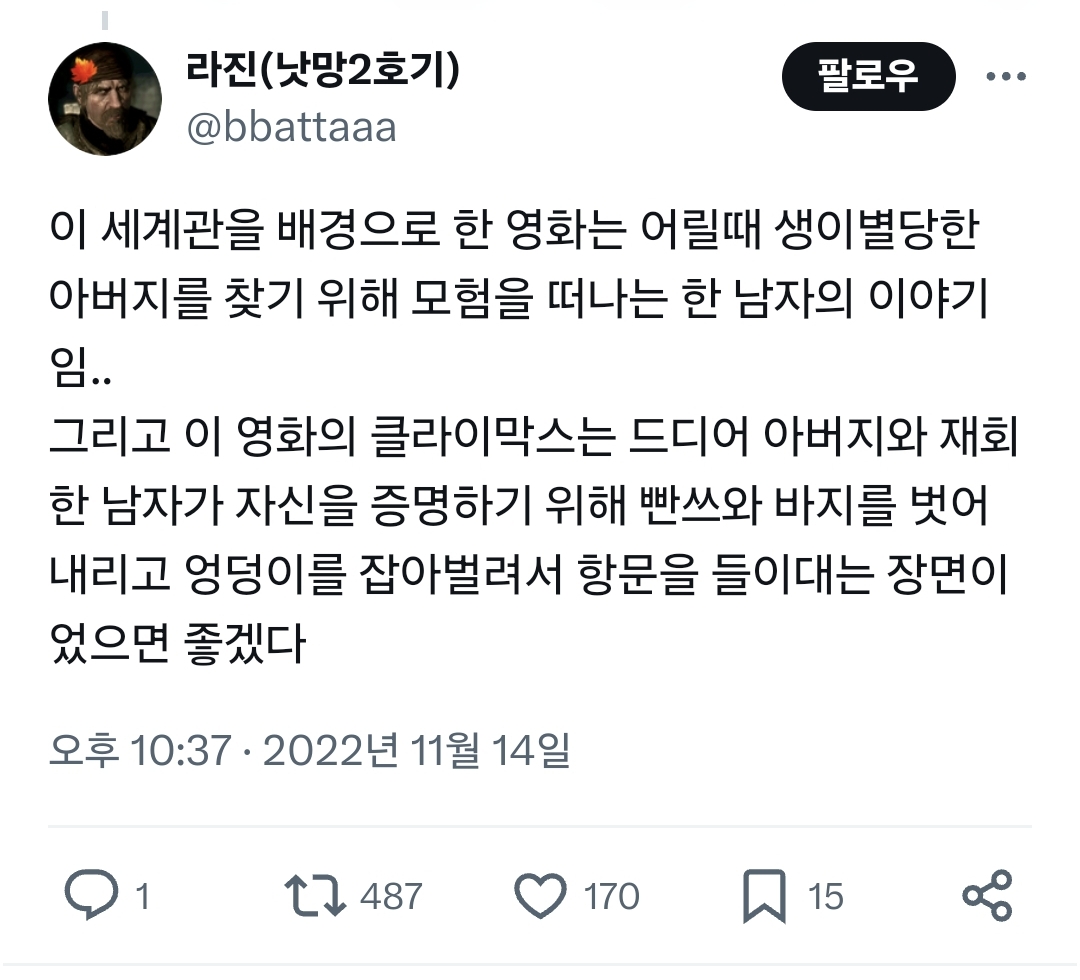 라진(낫망2호기)
팔로우
@bbattaaa
이 세계관을 배경으로 한 영화는 어릴때 생이별당한
아버지를 찾기 위해 모험을 떠나는 한 남자의 이야기
임..
그리고 이 영화의 클라이막스는 드디어 아버지와 재회
한 남자가 자신을 증명하기 위해 빤쓰와 바지를 벗어
내리고 엉덩이를 잡아벌려서 항문을 들이대는 장면이
었으면 좋겠다
오후 10:37 · 2022년 11월 14일
1 487 170 15